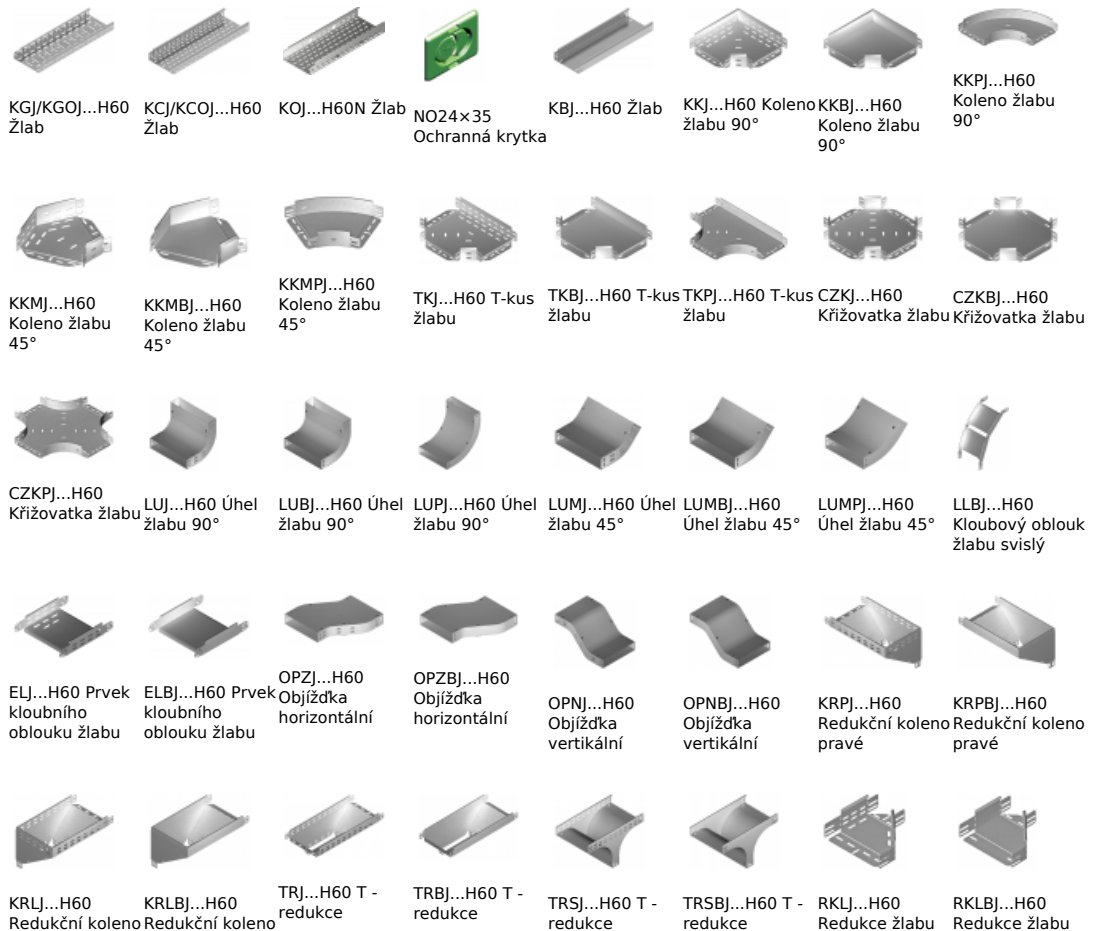 KGJ/KGOJ...H60
Žlab
KCJ/KCOJ...H60
Žlab
KOJ...H60N Žlab
NO24×35
Ochranná krytka
KBJ...H60 Žlab
KKJ...H60 Koleno
žlabu 90°
KKBJ...H60
Koleno žlabu
90°
KKPJ...H60
Koleno žlabu
90°
KKMJ...H60
Koleno žlabu
45°
KKMBJ...H60
Koleno žlabu
45°
KKMPJ...H60
Koleno žlabu
45°
TKJ...H60 T-kus
žlabu
TKBJ...H60 T-kus
žlabu
TKPJ...H60 T-kus
žlabu
CZKJ...H60
Křižovatka žlabu
CZKBJ...H60
Křižovatka žlabu
CZKPJ...H60
Křižovatka žlabu
LUJ...H60 Úhel
žlabu 90°
LUBJ...H60 Úhel
žlabu 90°
LUPJ...H60 Úhel
žlabu 90°
LUMJ...H60 Úhel
žlabu 45°
LUMBJ...H60
Úhel žlabu 45°
LUMPJ...H60
Úhel žlabu 45°
LLBJ...H60
Kloubový oblouk
žlabu svislý
ELJ...H60 Prvek
kloubního
oblouku žlabu
ELBJ...H60 Prvek
kloubního
oblouku žlabu
OPZJ...H60
Objížďka
horizontální
OPZBJ...H60
Objížďka
horizontální
OPNJ...H60
Objížďka
vertikální
OPNBJ...H60
Objížďka
vertikální
KRPJ...H60
Redukční koleno
pravé
KRPBJ...H60
Redukční koleno
pravé
KRLJ...H60
Redukční koleno
KRLBJ...H60
Redukční koleno
TRJ...H60 T -
redukce
TRBJ...H60 T -
redukce
TRSJ...H60 T -
redukce
TRSBJ...H60 T -
redukce
RKLJ...H60
Redukce žlabu
RKLBJ...H60
Redukce žlabu